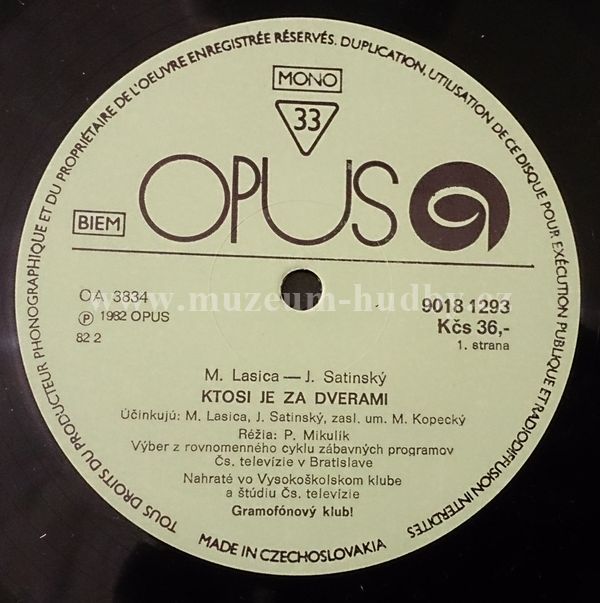 TOUS DROITS DU PRODUCTEUR PHONOGRAPHIQUE ET DU PROPRIÉTAIRE DE L'OEUVRE ENREGISTRÉE RÉSERVÉS. DUPLICATION, UTILISATION DE CE DISQUE POUR EXÉCUTION PUBLIQUE ET RADIODIFFUSION INTERDITES
MONO
33
OPUS
BIEM
OA 3834
℗ 1982 OPUS
82 2
9018 1293
Kčs 36,-
1. strana
www.muzeum-hudby.cz
M. Lasica — J. Satinský
KTOSI JE ZA DVERAMI
Účinkujú: M. Lasica, J. Satinský, zasl. um. M. Kopecký
Réžia: P. Mikulík
Výber z rovnomenného cyklu zábavných programov
Čs. televízie v Bratislave
Nahraté vo Vysokoškolskom klube
a štúdiu Čs. televízie
Gramofónový klub!
MADE IN CZECHOSLOVAKIA